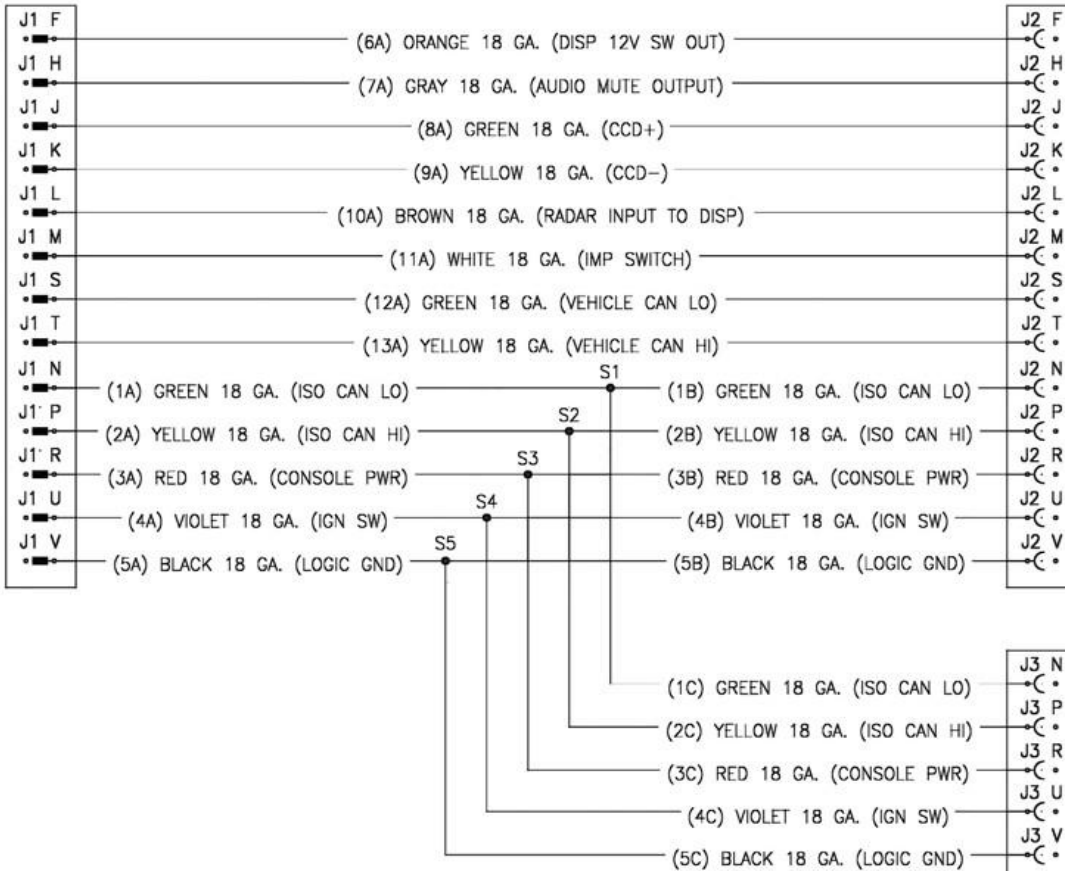 J1 F J2 F
(6A) ORANGE 18 GA. (DISP 12V SW OUT)
J1 H J2 H
(7A) GRAY 18 GA. (AUDIO MUTE OUTPUT)
J1 J J2 J
(8A) GREEN 18 GA. (CCD+)
J1 K J2 K
(9A) YELLOW 18 GA. (CCD-)
J1 L J2 L
(10A) BROWN 18 GA. (RADAR INPUT TO DISP)
J1 M J2 M
(11A) WHITE 18 GA. (IMP SWITCH)
J1 S J2 S
(12A) GREEN 18 GA. (VEHICLE CAN LO)
J1 T J2 T
(13A) YELLOW 18 GA. (VEHICLE CAN HI)
J1 N S1 J2 N
(1A) GREEN 18 GA. (ISO CAN LO) (1B) GREEN 18 GA. (ISO CAN LO)
J1 P S2 J2 P
(2A) YELLOW 18 GA. (ISO CAN HI) (2B) YELLOW 18 GA. (ISO CAN HI)
J1 R S3 J2 R
(3A) RED 18 GA. (CONSOLE PWR) (3B) RED 18 GA. (CONSOLE PWR)
J1 U S4 J2 U
(4A) VIOLET 18 GA. (IGN SW) (4B) VIOLET 18 GA. (IGN SW)
J1 V S5 J2 V
(5A) BLACK 18 GA. (LOGIC GND) (5B) BLACK 18 GA. (LOGIC GND)
J3 N
(1C) GREEN 18 GA. (ISO CAN LO)
J3 P
(2C) YELLOW 18 GA. (ISO CAN HI)
J3 R
(3C) RED 18 GA. (CONSOLE PWR)
J3 U
(4C) VIOLET 18 GA. (IGN SW)
J3 V
(5C) BLACK 18 GA. (LOGIC GND)